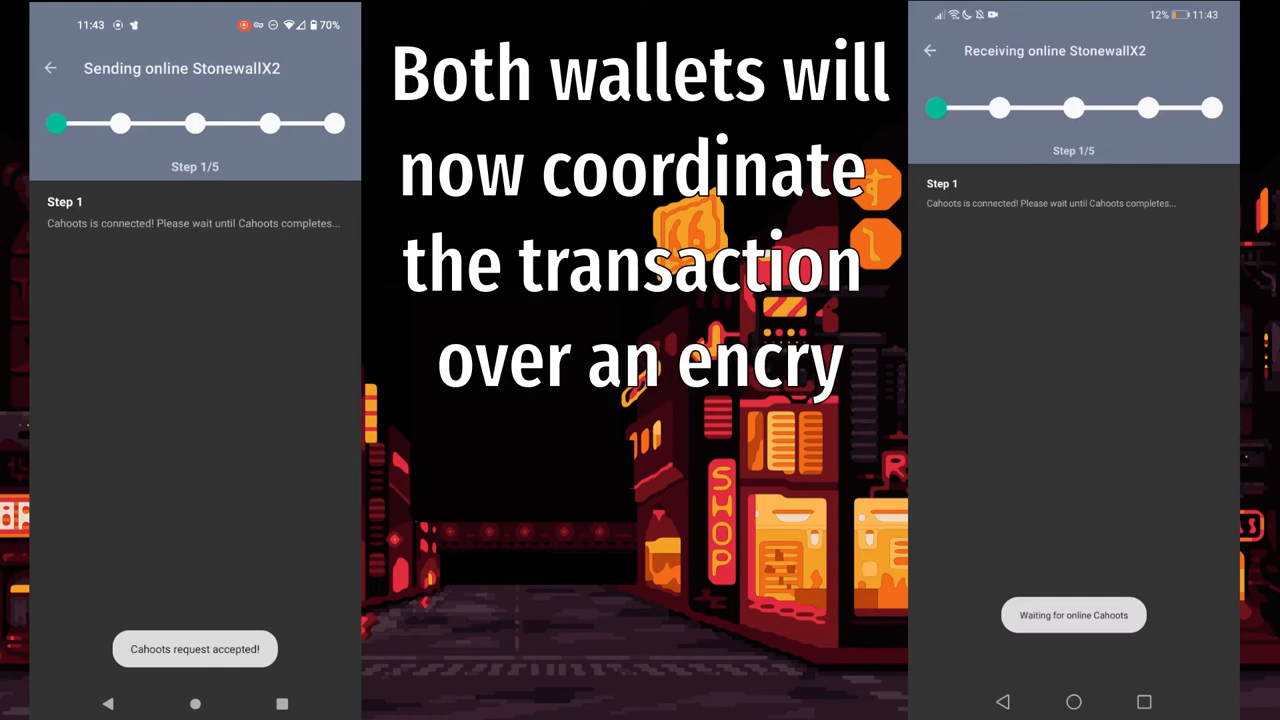 11:43
70%
Sending online StonewallX2
Step 1/5
Step 1
Cahoots is connected! Please wait until Cahoots completes...
Cahoots request accepted!
Both wallets will
now coordinate
the transaction
over an encry
SHOP
R
12% 11:43
Receiving online StonewallX2
Step 1/5
Step 1
Cahoots is connected! Please wait until Cahoots completes...
Waiting for online Cahoots